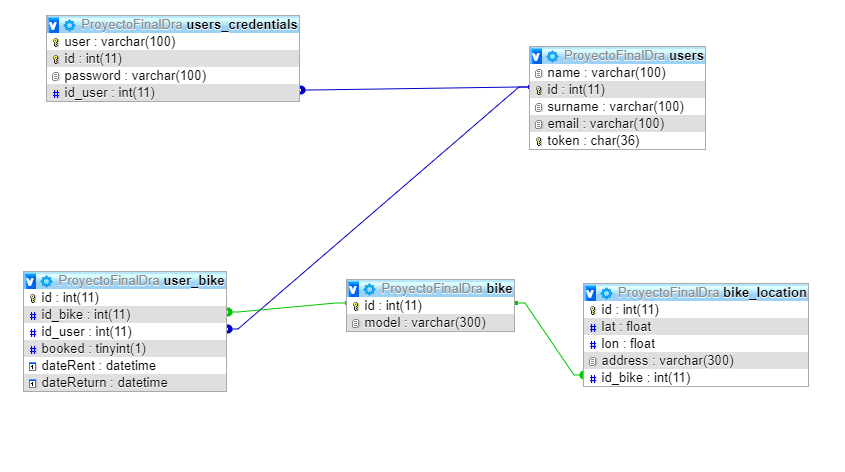 ProyectoFinalDra users_credentials
user : varchar(100)
id : int(11)
password : varchar(100)
# id_user : int(11)
ProyectoFinalDra users
name : varchar(100)
id : int(11)
surname : varchar(100)
email : varchar(100)
token : char(36)
ProyectoFinalDra user_bike
id : int(11)
# id_bike : int(11)
# id_user : int(11)
# booked : tinyint(1)
dateRent : datetime
dateReturn : datetime
ProyectoFinalDra bike
id : int(11)
model : varchar(300)
ProyectoFinalDra bike_location
id : int(11)
# lat : float
# lon : float
address : varchar(300)
# id_bike : int(11)